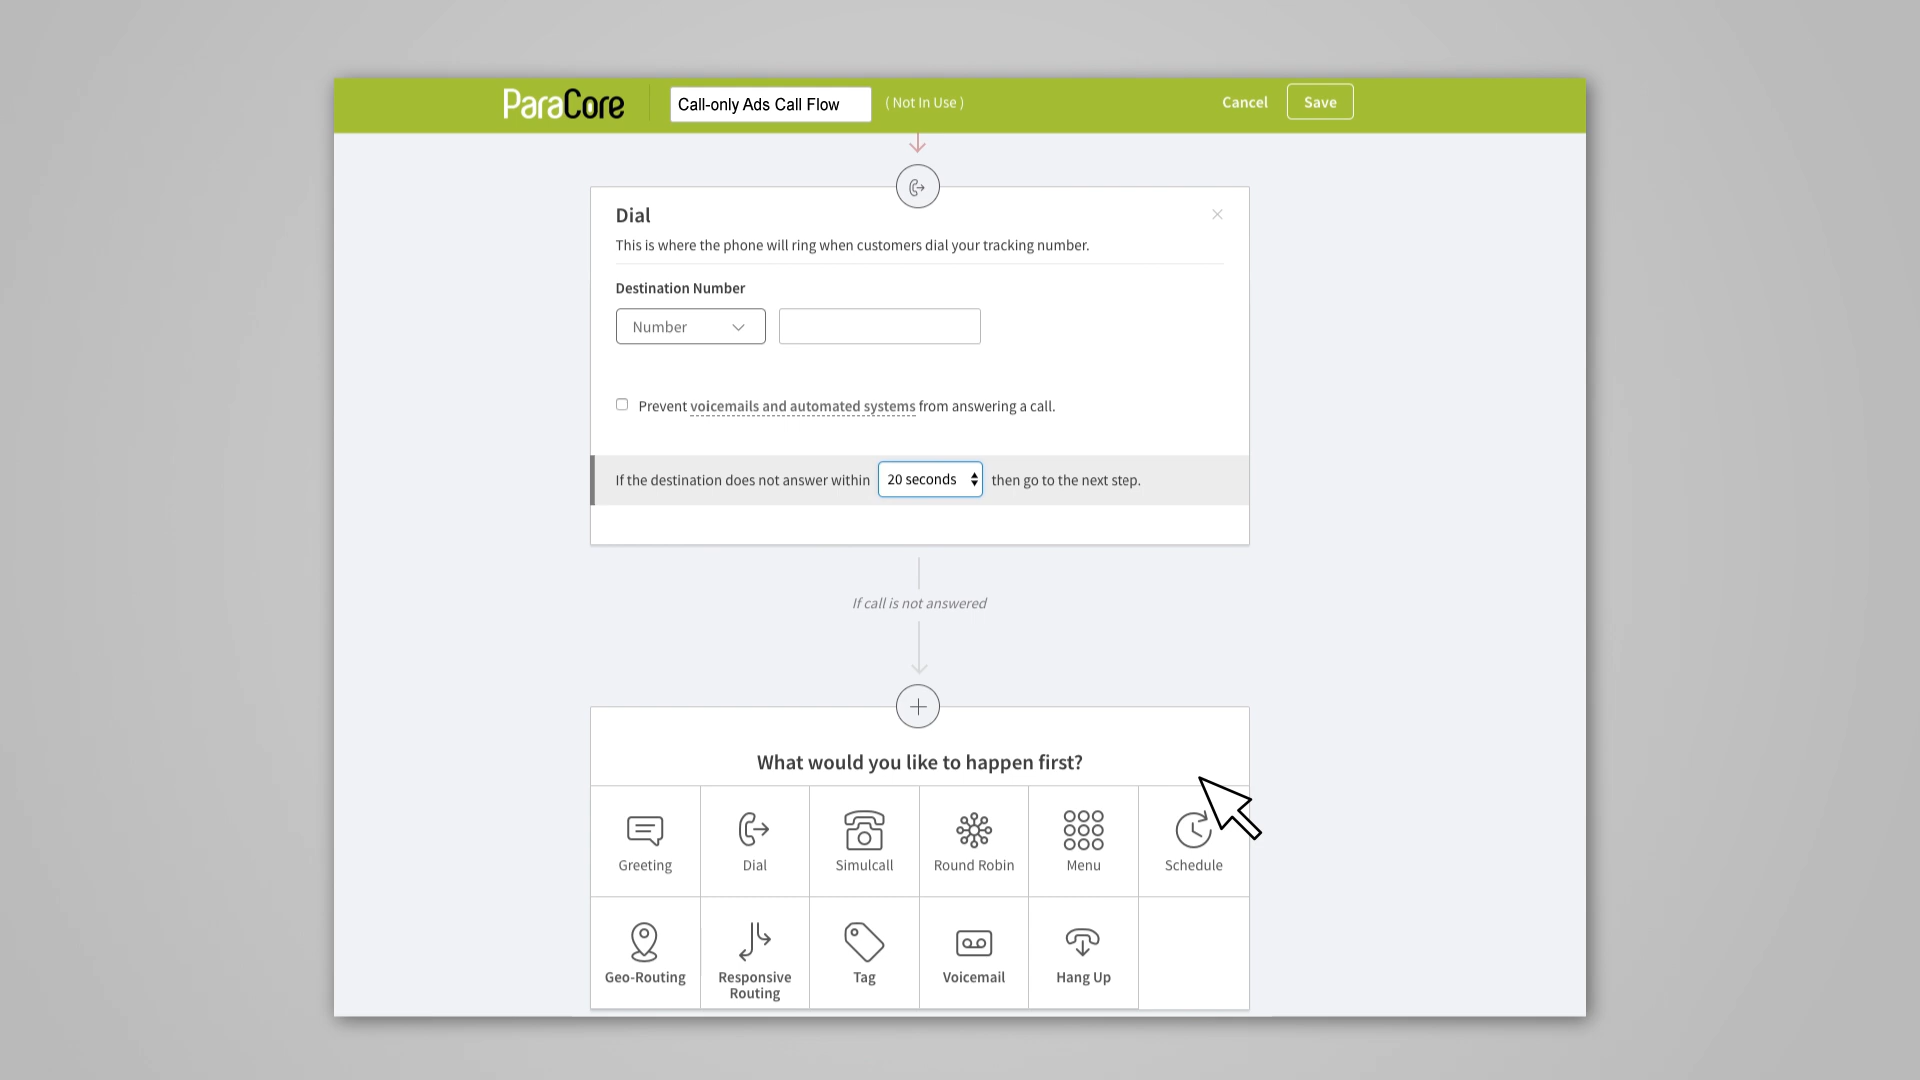 ParaCore
Call-only Ads Call Flow
( Not In Use )
Cancel
Save
Dial
This is where the phone will ring when customers dial your tracking number.
Destination Number
Number
Prevent voicemails and automated systems from answering a call.
If the destination does not answer within 20 seconds then go to the next step.
If call is not answered
What would you like to happen first?
Greeting
Dial
Simulcall
Round Robin
Menu
Schedule
Geo-Routing
Responsive
Routing
Tag
Voicemail
Hang Up